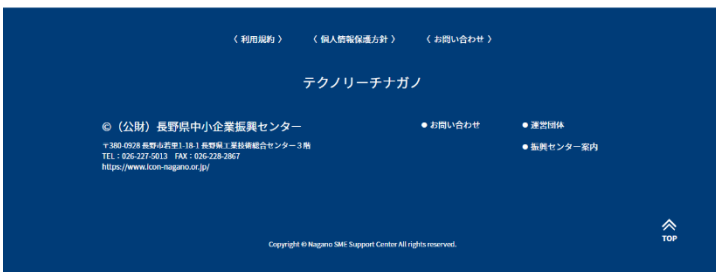 〈 利用規約 〉 〈 個人情報保護方針 〉 〈 お問い合わせ 〉
テクノリーチナガノ
©（公財）長野県中小企業振興センター
〒380-0928 長野市若里1-18-1 長野県工業技術総合センター３階
TEL：026-227-5013 FAX：026-228-2867
https://www.icon-nagano.or.jp/
● お問い合わせ ● 運営団体
● 振興センター案内
TOP
Copyright © Nagano SME Support Center All rights reserved.